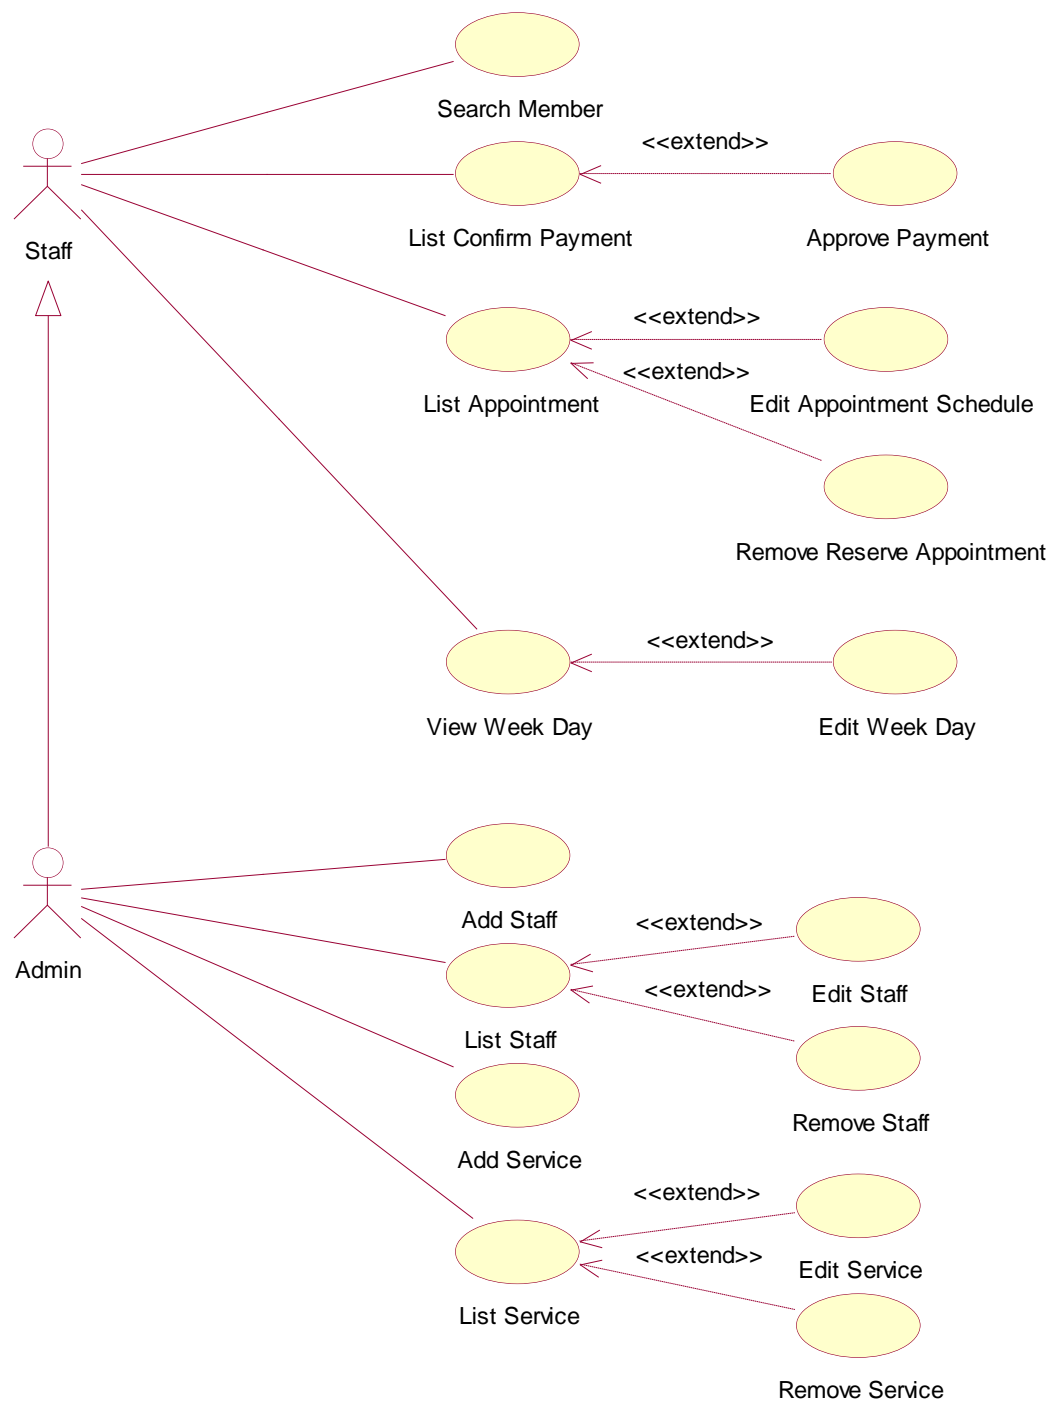 Search Member
<<extend>>
List Confirm Payment
Approve Payment
Staff
<<extend>>
<<extend>>
List Appointment
Edit Appointment Schedule
Remove Reserve Appointment
<<extend>>
View Week Day
Edit Week Day
Add Staff
<<extend>>
Admin
<<extend>>
Edit Staff
List Staff
Remove Staff
Add Service
<<extend>>
<<extend>>
Edit Service
List Service
Remove Service